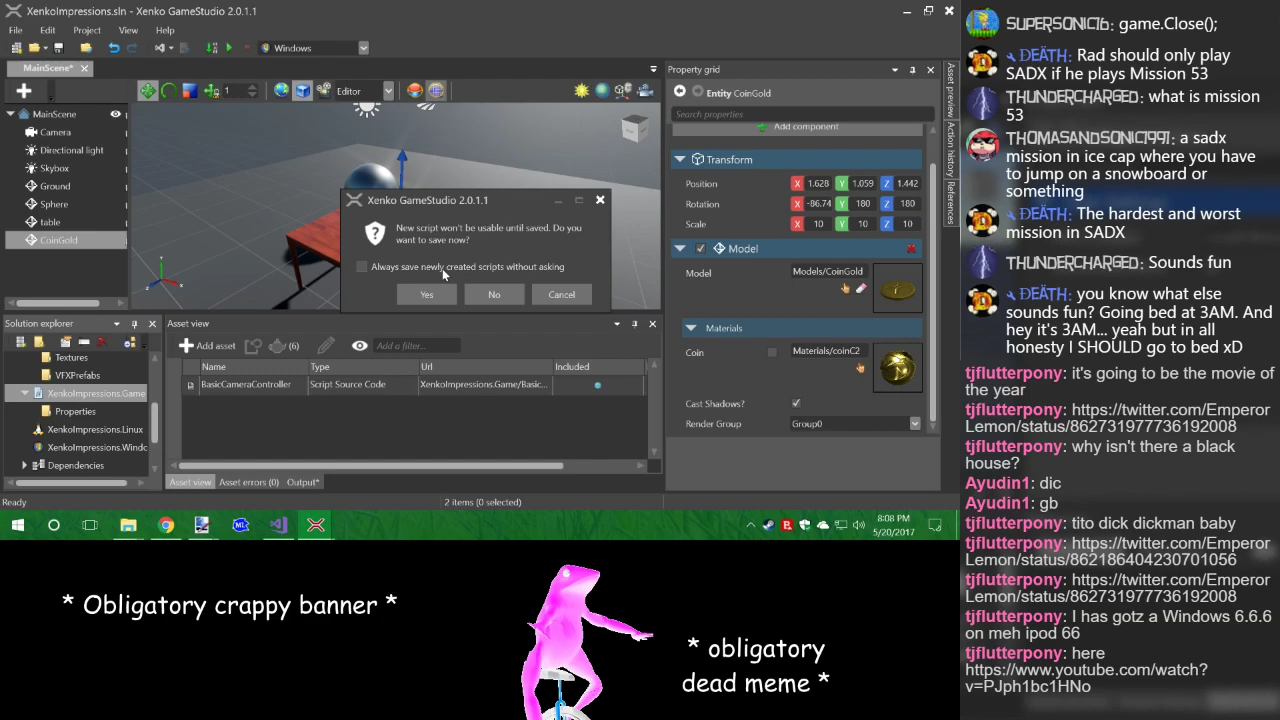 XenkoImpressions.sln - Xenko GameStudio 2.0.1.1
File Edit Project View Help
Windows
MainScene*
1
Editor
MainScene
Camera
Directional light
Skybox
Ground
Sphere
table
CoinGold
Xenko GameStudio 2.0.1.1
New script won't be usable until saved. Do you
want to save now?
Always save newly created scripts without asking
Yes No Cancel
Property grid
Entity CoinGold
Search properties
Add component
Transform
Position X 1.628 Y 1.059 Z 1.442
Rotation X -86.74 Y 180 Z 180
Scale X 10 Y 10 Z 10
Model
Model Models/CoinGold
Materials
Coin Materials/coinC2
Cast Shadows?
Render Group Group0
Asset preview
Action history
References
Solution explorer
Textures
VFXPrefabs
XenkoImpressions.Game
Properties
XenkoImpressions.Linux
XenkoImpressions.Windc
Dependencies
Asset view
Add asset (6) Add a filter...
Name Type Url Included
BasicCameraController Script Source Code XenkoImpressions.Game/Basic...
Asset view Asset errors (0) Output*
Ready 2 items (0 selected)
8:08 PM
5/20/2017
* Obligatory crappy banner *
* obligatory
dead meme *
SUPERSONIC76: game.Close();
DEÄTH: Rad should only play
SADX if he plays Mission 53
THUNDERCHARGED: what is mission
53
THOMASANDSONIC1991: a sadx
mission in ice cap where you have
to jump on a snowboard or
something
DEÄTH: The hardest and worst
mission in SADX
THUNDERCHARGED: Sounds fun
DEÄTH: you know what else
sounds fun? Going bed at 3AM. And
hey it's 3AM... yeah but in all
honesty I SHOULD go to bed xD
tjflutterpony: it's going to be the movie of
the year
tjflutterpony: https://twitter.com/Emperor
Lemon/status/862731977736192008
tjflutterpony: why isn't there a black
house?
Ayudin1: dic
Ayudin1: gb
tjflutterpony: tito dick dickman baby
tjflutterpony: https://twitter.com/Emperor
Lemon/status/862186404230701056
tjflutterpony: https://twitter.com/Emperor
Lemon/status/862731977736192008
tjflutterpony: I has gotz a Windows 6.6.6
on meh ipod 66
tjflutterpony: here
https://www.youtube.com/watch?
v=PJph1bc1HNo